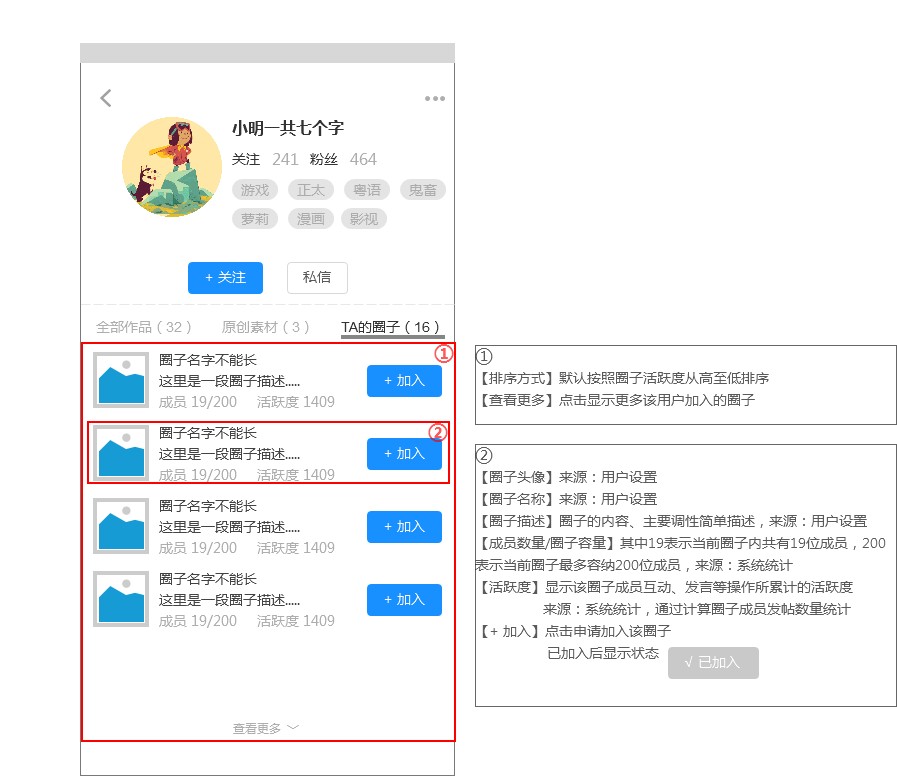 小明一共七个字
关注 241 粉丝 464
游戏 正太 粤语 鬼畜
萝莉 漫画 影视
+ 关注 私信
全部作品（32） 原创素材（3） TA的圈子（16）
①
圈子名字不能长
这里是一段圈子描述.....
成员 19/200 活跃度 1409
+ 加入
②
圈子名字不能长
这里是一段圈子描述.....
成员 19/200 活跃度 1409
+ 加入
圈子名字不能长
这里是一段圈子描述.....
成员 19/200 活跃度 1409
+ 加入
圈子名字不能长
这里是一段圈子描述.....
成员 19/200 活跃度 1409
+ 加入
查看更多
①
【排序方式】默认按照圈子活跃度从高至低排序
【查看更多】点击显示更多该用户加入的圈子
②
【圈子头像】来源：用户设置
【圈子名称】来源：用户设置
【圈子描述】圈子的内容、主要调性简单描述，来源：用户设置
【成员数量/圈子容量】其中19表示当前圈子内共有19位成员，200
表示当前圈子最多容纳200位成员，来源：系统统计
【活跃度】显示该圈子成员互动、发言等操作所累计的活跃度
来源：系统统计，通过计算圈子成员发帖数量统计
【+ 加入】点击申请加入该圈子
已加入后显示状态 √ 已加入